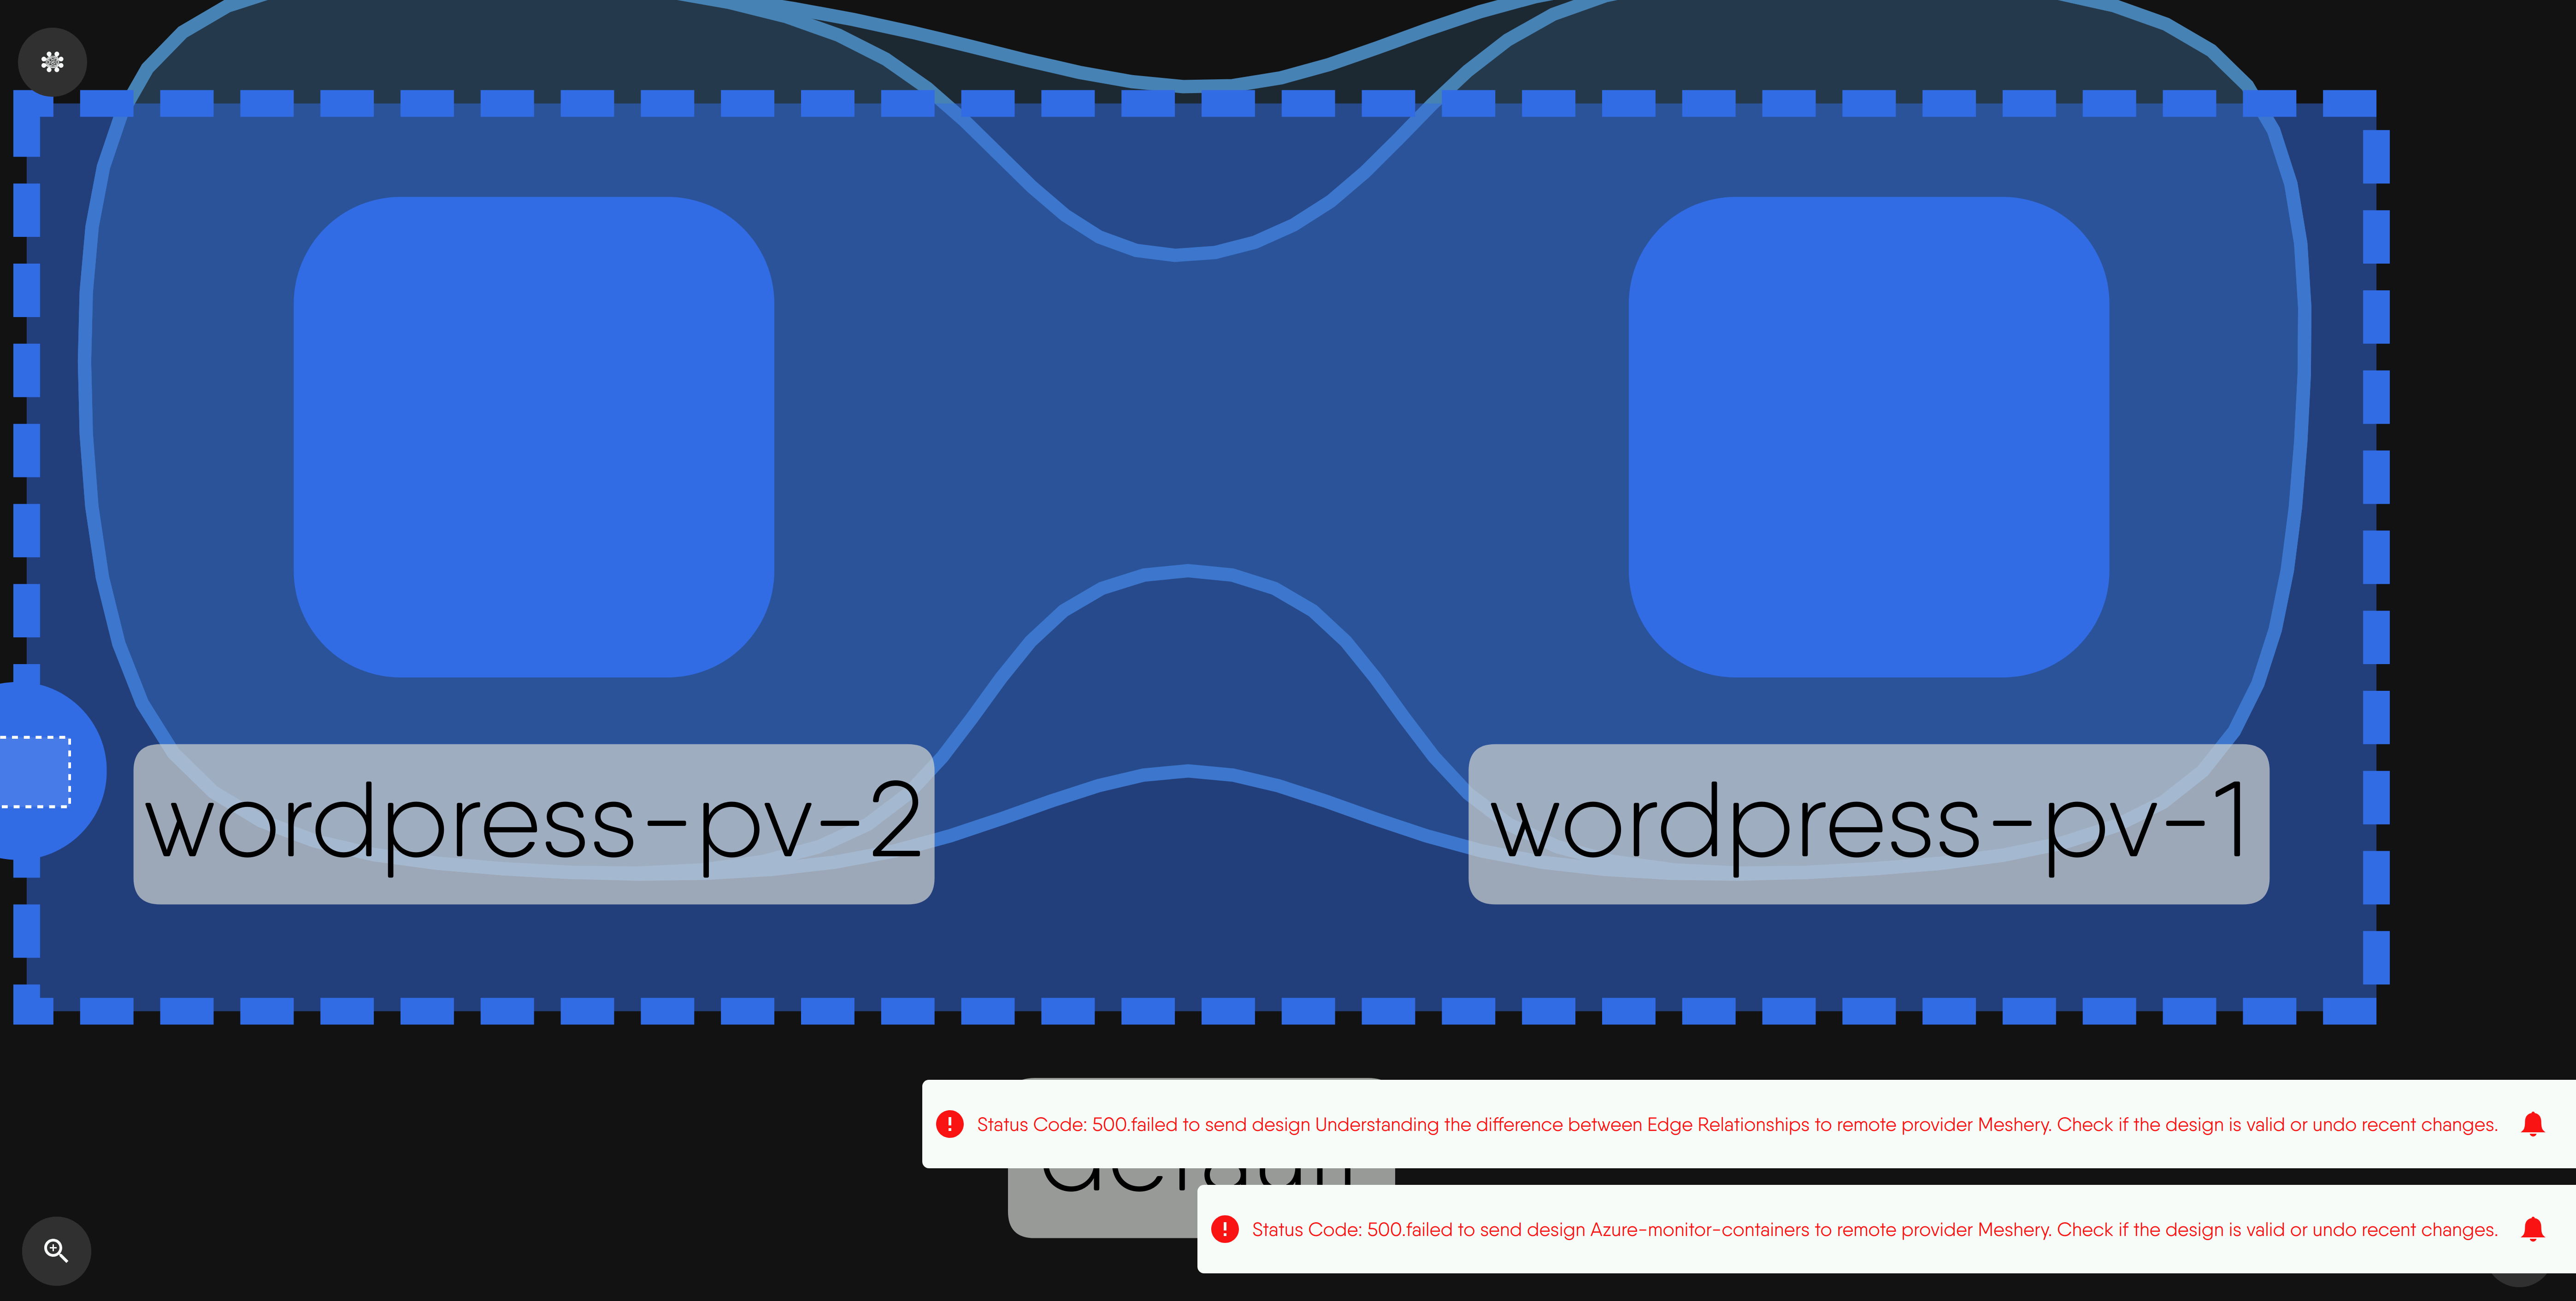 wordpress-pv-2
wordpress-pv-1
Status Code: 500.failed to send design Understanding the difference between Edge Relationships to remote provider Meshery. Check if the design is valid or undo recent changes.
Status Code: 500.failed to send design Azure-monitor-containers to remote provider Meshery. Check if the design is valid or undo recent changes.